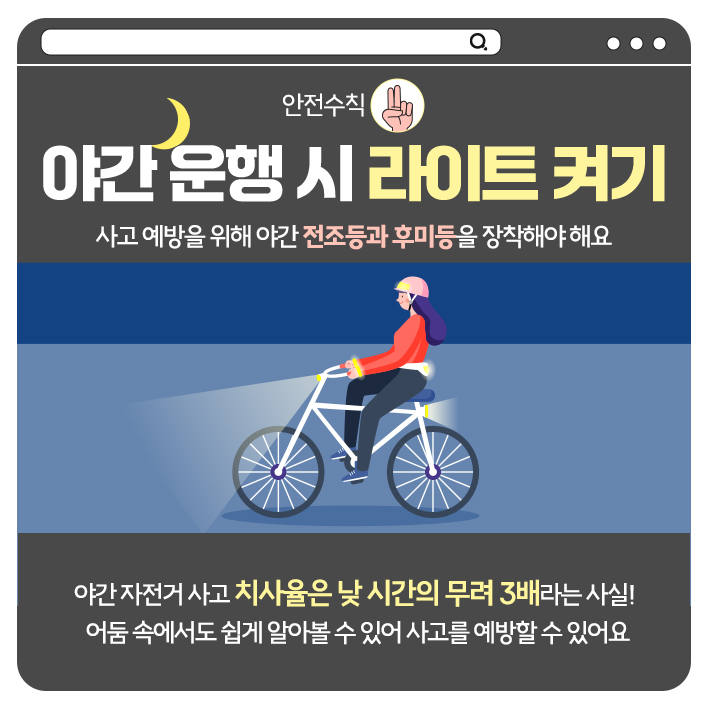 안전수칙
야간 운행 시 라이트 켜기
사고 예방을 위해 야간 전조등과 후미등을 장착해야 해요
야간 자전거 사고 치사율은 낮 시간의 무려 3배라는 사실!
어둠 속에서도 쉽게 알아볼 수 있어 사고를 예방할 수 있어요